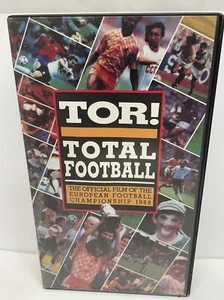 TOR!
TOTAL
FOOTBALL
THE OFFICIAL FILM OF THE
EUROPEAN FOOTBALL
CHAMPIONSHIP 1988